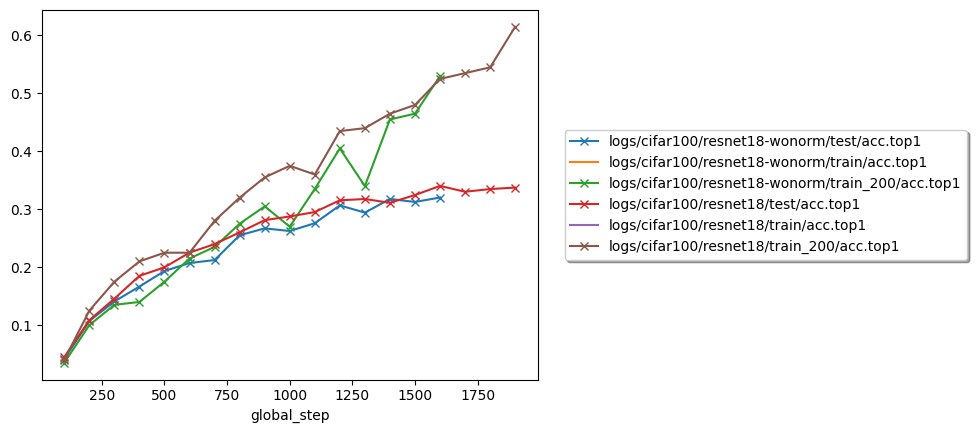 0.6
0.5
0.4
0.3
0.2
0.1
250 500 750 1000 1250 1500 1750
global_step
logs/cifar100/resnet18-wonorm/test/acc.top1
logs/cifar100/resnet18-wonorm/train/acc.top1
logs/cifar100/resnet18-wonorm/train_200/acc.top1
logs/cifar100/resnet18/test/acc.top1
logs/cifar100/resnet18/train/acc.top1
logs/cifar100/resnet18/train_200/acc.top1